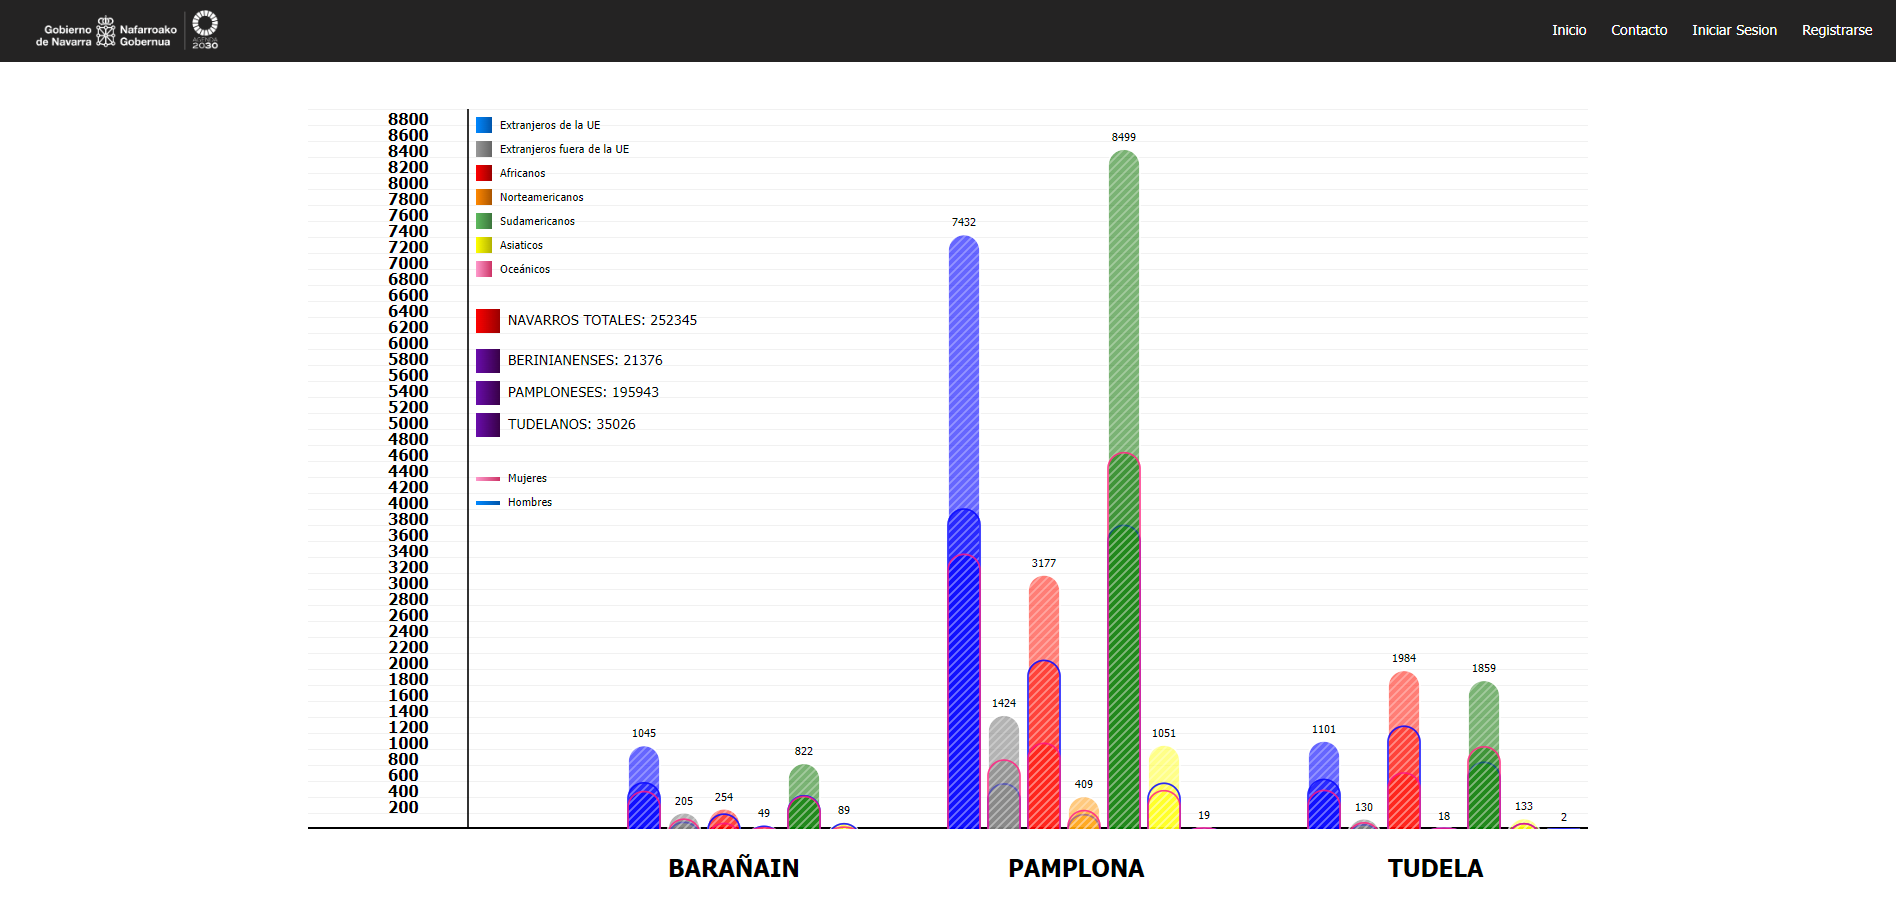 Gobierno de Navarra
Nafarroako Gobernua
AGENDA 2030
Inicio
Contacto
Iniciar Sesion
Registrarse
8800
8600
8400
8200
8000
7800
7600
7400
7200
7000
6800
6600
6400
6200
6000
5800
5600
5400
5200
5000
4800
4600
4400
4200
4000
3800
3600
3400
3200
3000
2800
2600
2400
2200
2000
1800
1600
1400
1200
1000
800
600
400
200
Extranjeros de la UE
Extranjeros fuera de la UE
Africanos
Norteamericanos
Sudamericanos
Asiaticos
Oceánicos
NAVARROS TOTALES: 252345
BERINIANENSES: 21376
PAMPLONESES: 195943
TUDELANOS: 35026
Mujeres
Hombres
1045
205
254
49
822
89
7432
1424
3177
409
8499
1051
19
1101
130
1984
18
1859
133
2
BARAÑAIN
PAMPLONA
TUDELA